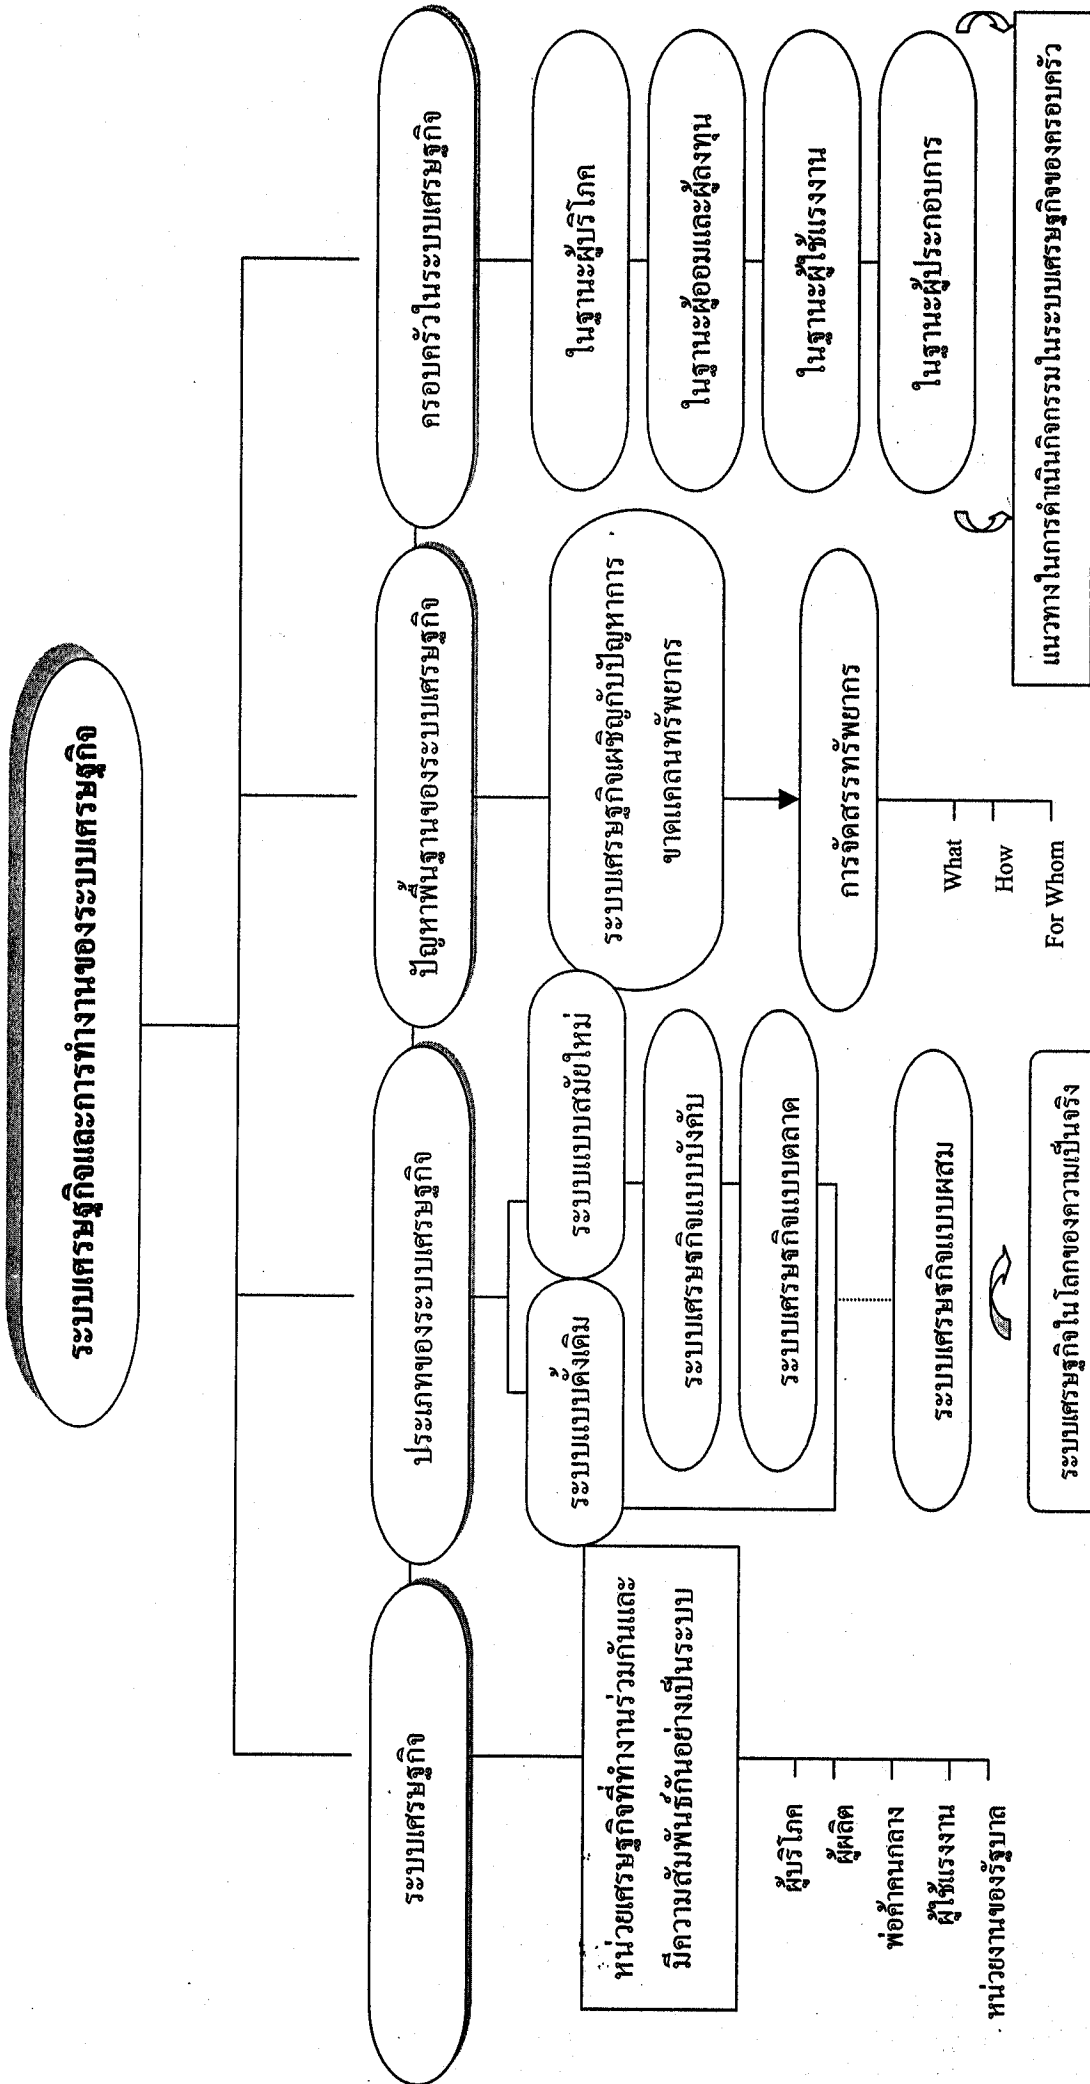 ระบบเศรษฐกิจและการทำงานของระบบเศรษฐกิจ
ระบบเศรษฐกิจ
หน่วยเศรษฐกิจที่ทำงานร่วมกันและ
มีความสัมพันธ์กันอย่างเป็นระบบ
ผู้บริโภค
ผู้ผลิต
พ่อค้าคนกลาง
ผู้ใช้แรงงาน
หน่วยงานของรัฐบาล
ประเภทของระบบเศรษฐกิจ
ระบบแบบดั้งเดิม
ระบบแบบสมัยใหม่
ระบบเศรษฐกิจแบบบังคับ
ระบบเศรษฐกิจแบบตลาด
ระบบเศรษฐกิจแบบผสม
ระบบเศรษฐกิจในโลกของความเป็นจริง
ปัญหาพื้นฐานของระบบเศรษฐกิจ
ระบบเศรษฐกิจเผชิญกับปัญหาการ
ขาดแคลนทรัพยากร
การจัดสรรทรัพยากร
What
How
For Whom
ครอบครัวในระบบเศรษฐกิจ
ในฐานะผู้บริโภค
ในฐานะผู้ออมและผู้ลงทุน
ในฐานะผู้ใช้แรงงาน
ในฐานะผู้ประกอบการ
แนวทางในการดำเนินกิจกรรมในระบบเศรษฐกิจของครอบครัว